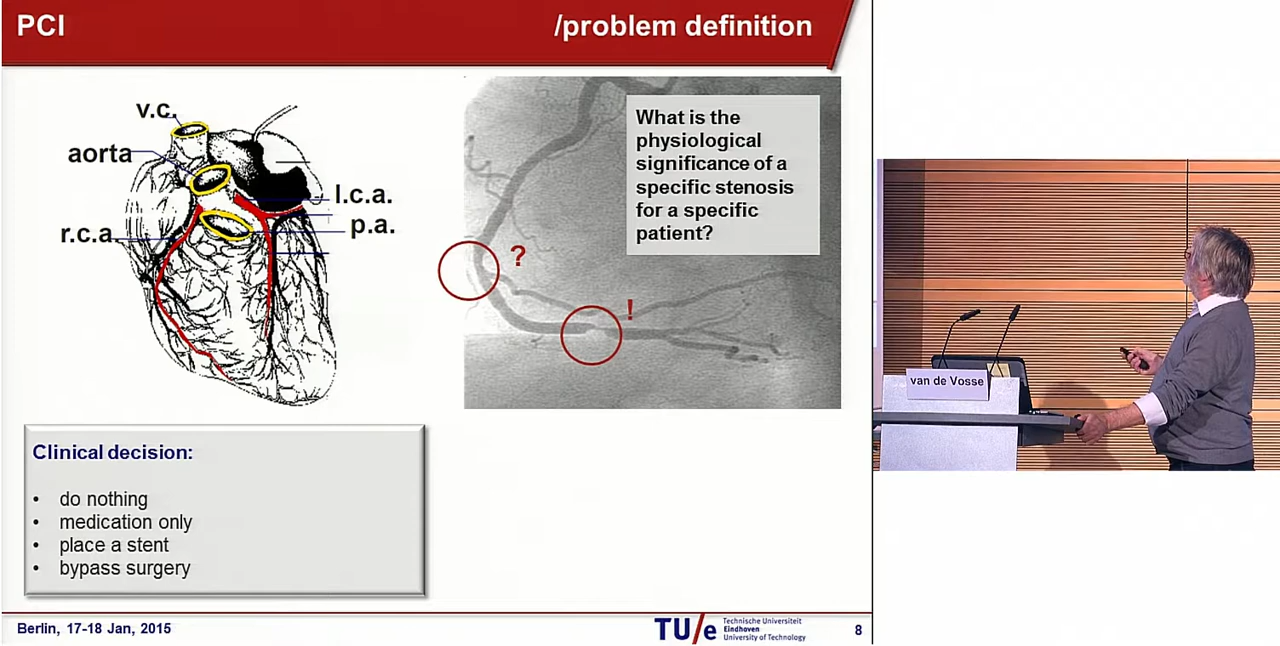 PCI
/problem definition
v.c.
aorta
l.c.a.
p.a.
r.c.a.
What is the
physiological
significance of a
specific stenosis
for a specific
patient?
?
!
Clinical decision:
• do nothing
• medication only
• place a stent
• bypass surgery
van de Vosse
Berlin, 17-18 Jan, 2015
TU/e
Technische Universiteit
Eindhoven
University of Technology
8